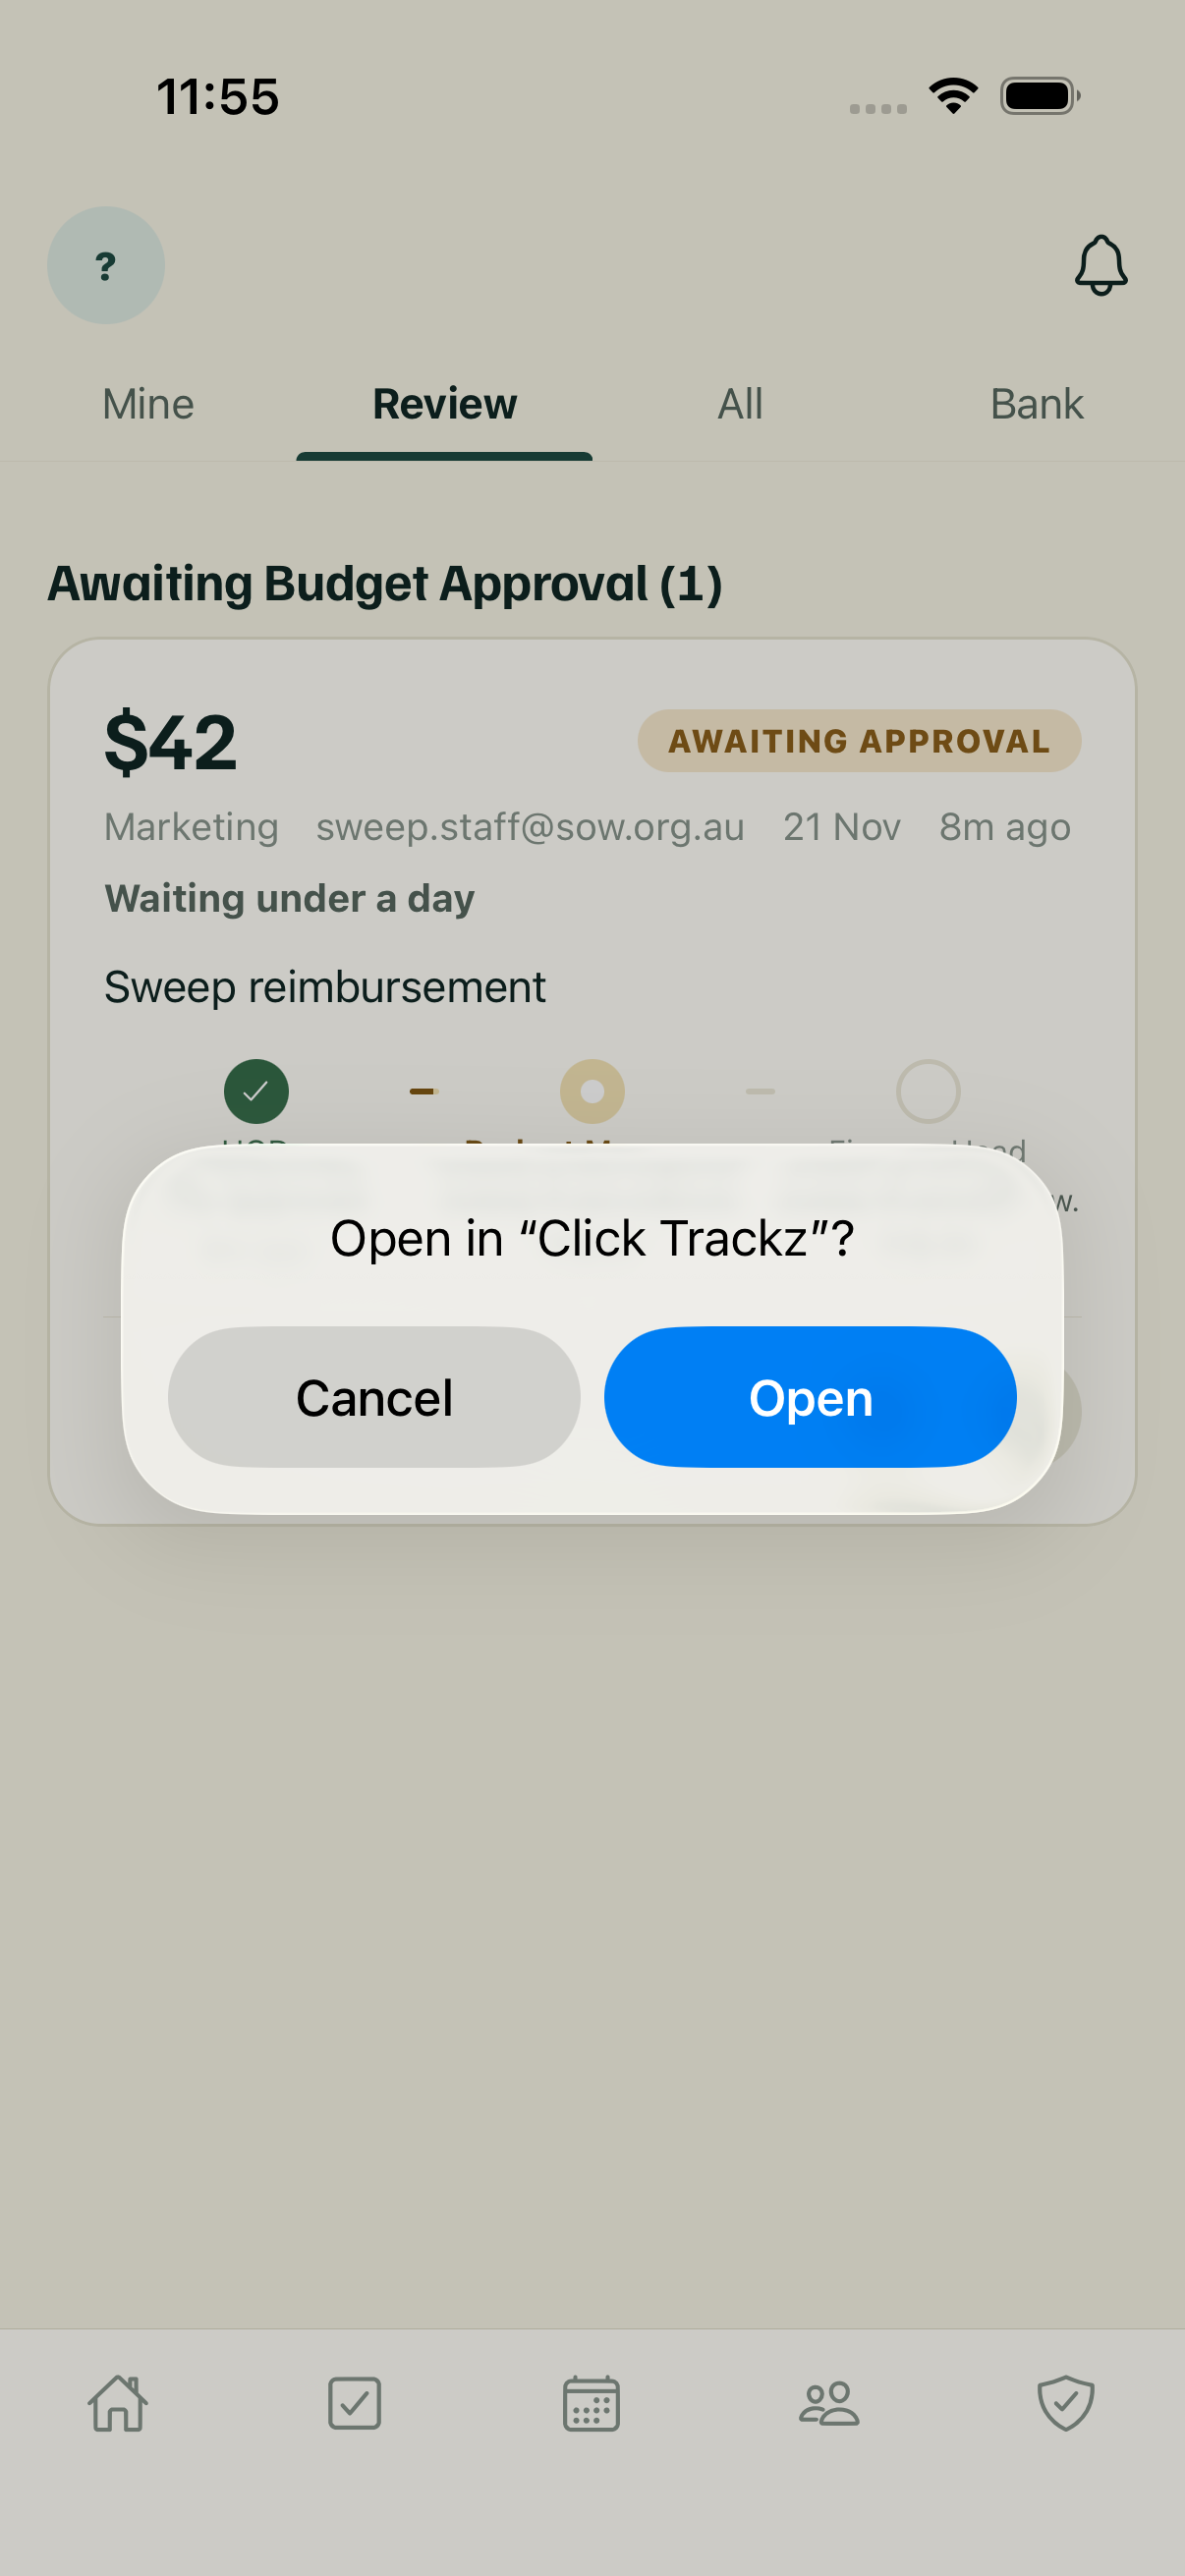 11:55
?
Mine Review All Bank
Awaiting Budget Approval (1)
$42 AWAITING APPROVAL
Marketing sweep.staff@sow.org.au 21 Nov 8m ago
Waiting under a day
Sweep reimbursement
Open in “Click Trackz”?
Cancel Open